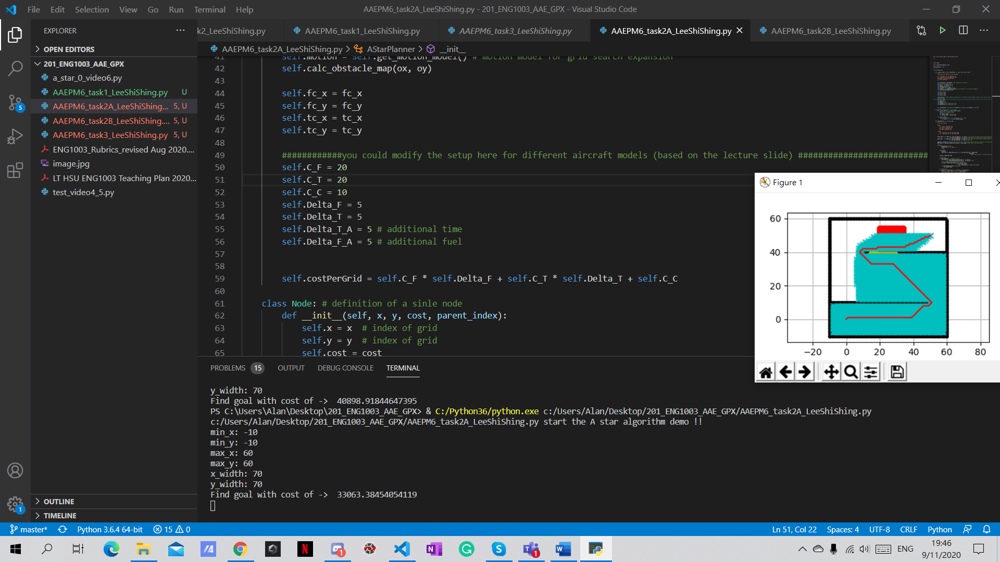 File Edit Selection View Go Run Terminal Help
AAEPM6_task2A_LeeShiShing.py - 201_ENG1003_AAE_GPX - Visual Studio Code
EXPLORER
k2_LeeShiShing.py
AAEPM6_task1_LeeShiShing.py
AAEPM6_task3_LeeShiShing.py
AAEPM6_task2A_LeeShiShing.py
AAEPM6_task2B_LeeShiShing.py
OPEN EDITORS
201_ENG1003_AAE_GPX
a_star_0_video6.py
AAEPM6_task1_LeeShiShing.py U
AAEPM6_task2A_LeeShiShing... 5, U
AAEPM6_task2B_LeeShiShing.... 5, U
AAEPM6_task3_LeeShiShing.py 5, U
ENG1003_Rubrics_revised Aug 2020....
image.jpg
LT HSU ENG1003 Teaching Plan 2020...
test_video4_5.py
5
OUTLINE
TIMELINE
1
AAEPM6_task2A_LeeShiShing.py > AStarPlanner > __init__
41 self.motion = self.get_motion_model() # motion model for grid search expansion
42 self.calc_obstacle_map(ox, oy)
43
44 self.fc_x = fc_x
45 self.fc_y = fc_y
46 self.tc_x = tc_x
47 self.tc_y = tc_y
48
49 ############you could modify the setup here for different aircraft models (based on the lecture slide) ##########################
50 self.C_F = 20
51 self.C_T = 20
52 self.C_C = 10
53 self.Delta_F = 5
54 self.Delta_T = 5
55 self.Delta_T_A = 5 # additional time
56 self.Delta_F_A = 5 # additional fuel
57
58
59 self.costPerGrid = self.C_F * self.Delta_F + self.C_T * self.Delta_T + self.C_C
60
61 class Node: # definition of a sinle node
62 def __init__(self, x, y, cost, parent_index):
63 self.x = x # index of grid
64 self.y = y # index of grid
65 self.cost = cost
Figure 1
60
40
20
0
−20 0 20 40 60 80
PROBLEMS 15 OUTPUT DEBUG CONSOLE TERMINAL
y_width: 70
Find goal with cost of -> 40898.91844647395
PS C:\Users\Alan\Desktop\201_ENG1003_AAE_GPX> & C:/Python36/python.exe c:/Users/Alan/Desktop/201_ENG1003_AAE_GPX/AAEPM6_task2A_LeeShiShing.py
c:/Users/Alan/Desktop/201_ENG1003_AAE_GPX/AAEPM6_task2A_LeeShiShing.py start the A star algorithm demo !!
min_x: -10
min_y: -10
max_x: 60
max_y: 60
x_width: 70
y_width: 70
Find goal with cost of -> 33063.38454054119
master* Python 3.6.4 64-bit 15 0
Ln 51, Col 22 Spaces: 4 UTF-8 CRLF Python
1
1
ENG
19:46
9/11/2020